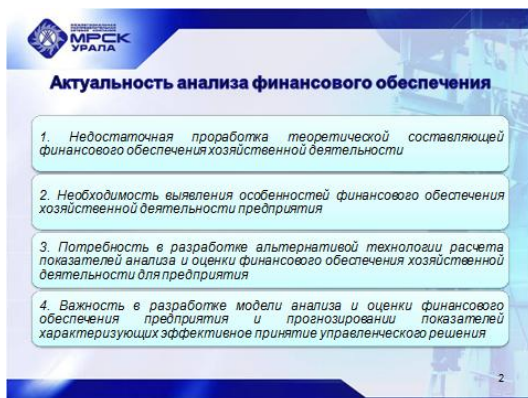 МРСК
УРАЛА
Актуальность анализа финансового обеспечения
1. Недостаточная проработка теоретической составляющей
финансового обеспечения хозяйственной деятельности
2. Необходимость выявления особенностей финансового обеспечения
хозяйственной деятельности предприятия
3. Потребность в разработке альтернативой технологии расчета
показателей анализа и оценки финансового обеспечения хозяйственной
деятельности для предприятия
4. Важность в разработке модели анализа и оценки финансового
обеспечения предприятия и прогнозировании показателей
характеризующих эффективное принятие управленческого решения
2